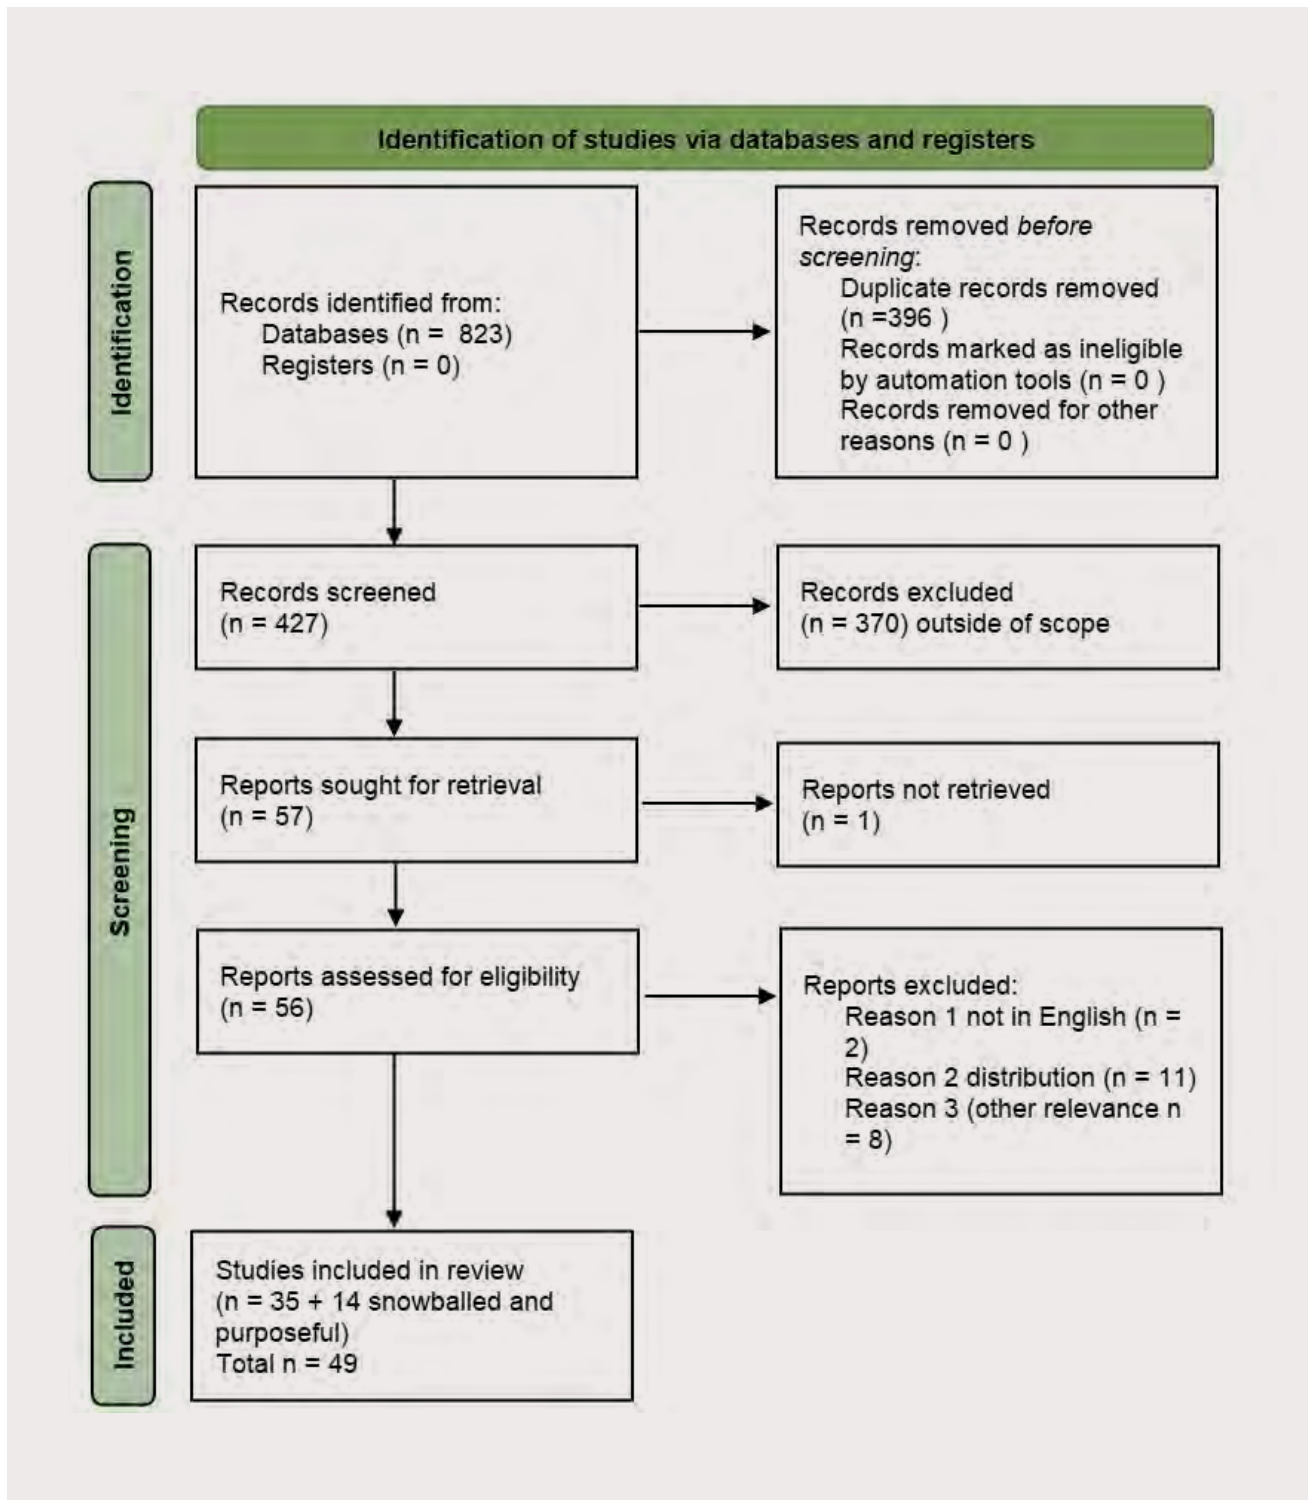 Identification of studies via databases and registers
Identification
Records identified from:
Databases (n =  823)
Registers (n = 0)
Records removed before
screening:
Duplicate records removed
(n =396 )
Records marked as ineligible
by automation tools (n = 0 )
Records removed for other
reasons (n = 0 )
Screening
Records screened
(n = 427)
Records excluded
(n = 370) outside of scope
Reports sought for retrieval
(n = 57)
Reports not retrieved
(n = 1)
Reports assessed for eligibility
(n = 56)
Reports excluded:
Reason 1 not in English (n =
2)
Reason 2 distribution (n = 11)
Reason 3 (other relevance n
= 8)
Included
Studies included in review
(n = 35 + 14 snowballed and
purposeful)
Total n = 49